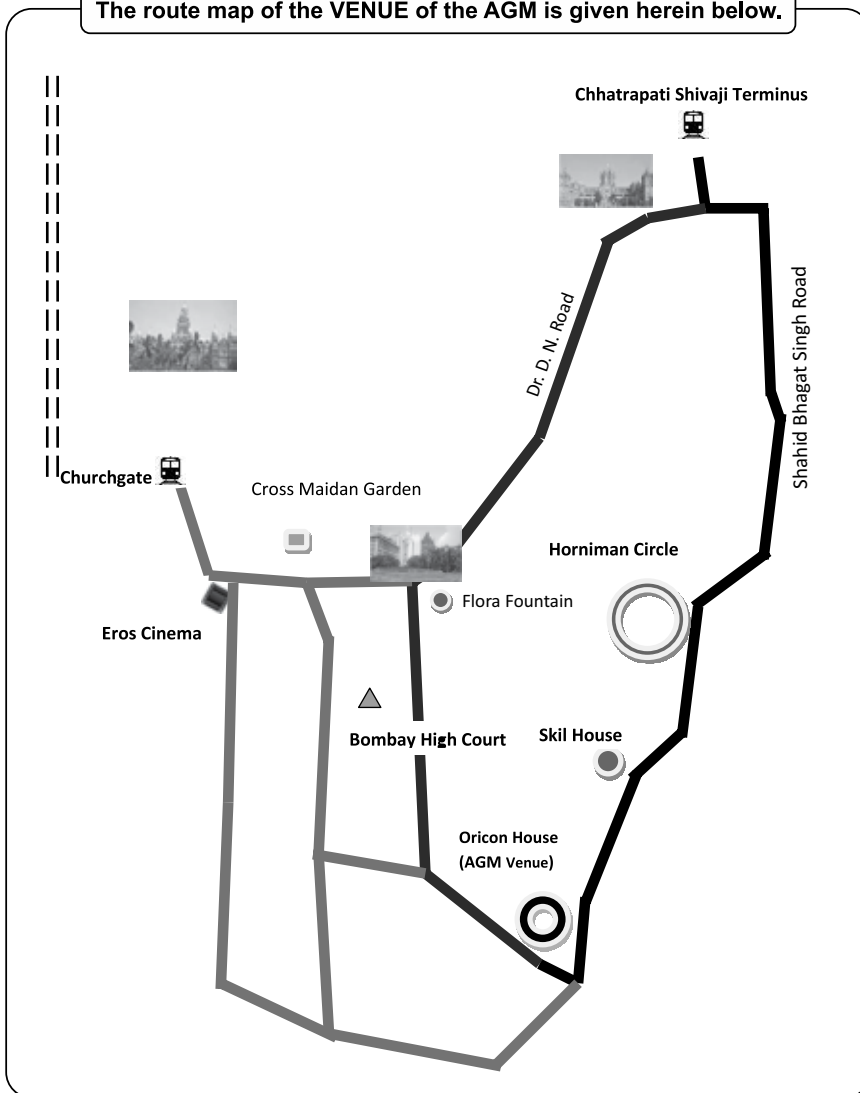 The route map of the VENUE of the AGM is given herein below.
Chhatrapati Shivaji Terminus
Dr. D. N. Road
Shahid Bhagat Singh Road
Churchgate
Cross Maidan Garden
Horniman Circle
Flora Fountain
Eros Cinema
Bombay High Court
Skil House
Oricon House
(AGM Venue)